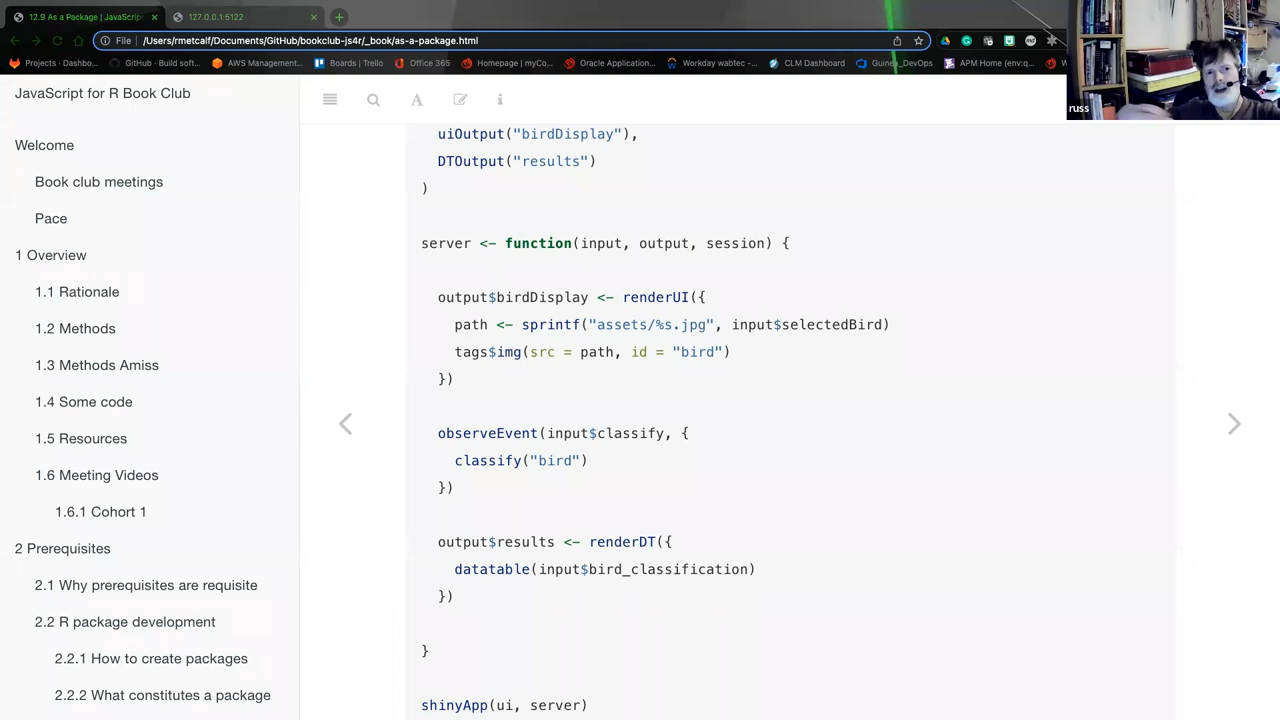 12.9 As a Package | JavaScrip
127.0.0.1:5122
File
/Users/rmetcalf/Documents/GitHub/bookclub-js4r/_book/as-a-package.html
Projects - Dashbo...
GitHub · Build soft...
AWS Management...
Boards | Trello
Office 365
Homepage | myCo...
Oracle Application...
Workday wabtec -...
CLM Dashboard
Guinea_DevOps
APM Home (env:q...
russ
JavaScript for R Book Club
Welcome
Book club meetings
Pace
1 Overview
1.1 Rationale
1.2 Methods
1.3 Methods Amiss
1.4 Some code
1.5 Resources
1.6 Meeting Videos
1.6.1 Cohort 1
2 Prerequisites
2.1 Why prerequisites are requisite
2.2 R package development
2.2.1 How to create packages
2.2.2 What constitutes a package
A
uiOutput("birdDisplay"),
DTOutput("results")
)
server <- function(input, output, session) {
output$birdDisplay <- renderUI({
path <- sprintf("assets/%s.jpg", input$selectedBird)
tags$img(src = path, id = "bird")
})
observeEvent(input$classify, {
classify("bird")
})
output$results <- renderDT({
datatable(input$bird_classification)
})
}
shinyApp(ui, server)